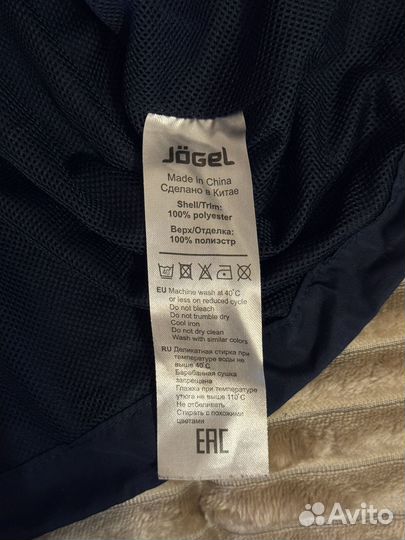 JÖGEL
Made in China
Сделано в Китае
Shell/Trim:
100% polyester
Верх/Отделка:
100% полиэстр
40
EU Machine wash at 40°C
or less on reduced cycle
Do not bleach
Do not tumble dry
Cool iron
Do not dry clean
Wash with similar colors
RU Деликатная стирка при
температуре воды не
выше 40°C
Барабанная сушка
запрещена
Глажка при температуре
утюга не выше 110°C
Не отбеливать
Стирать с похожими
цветами
EAC
Avito